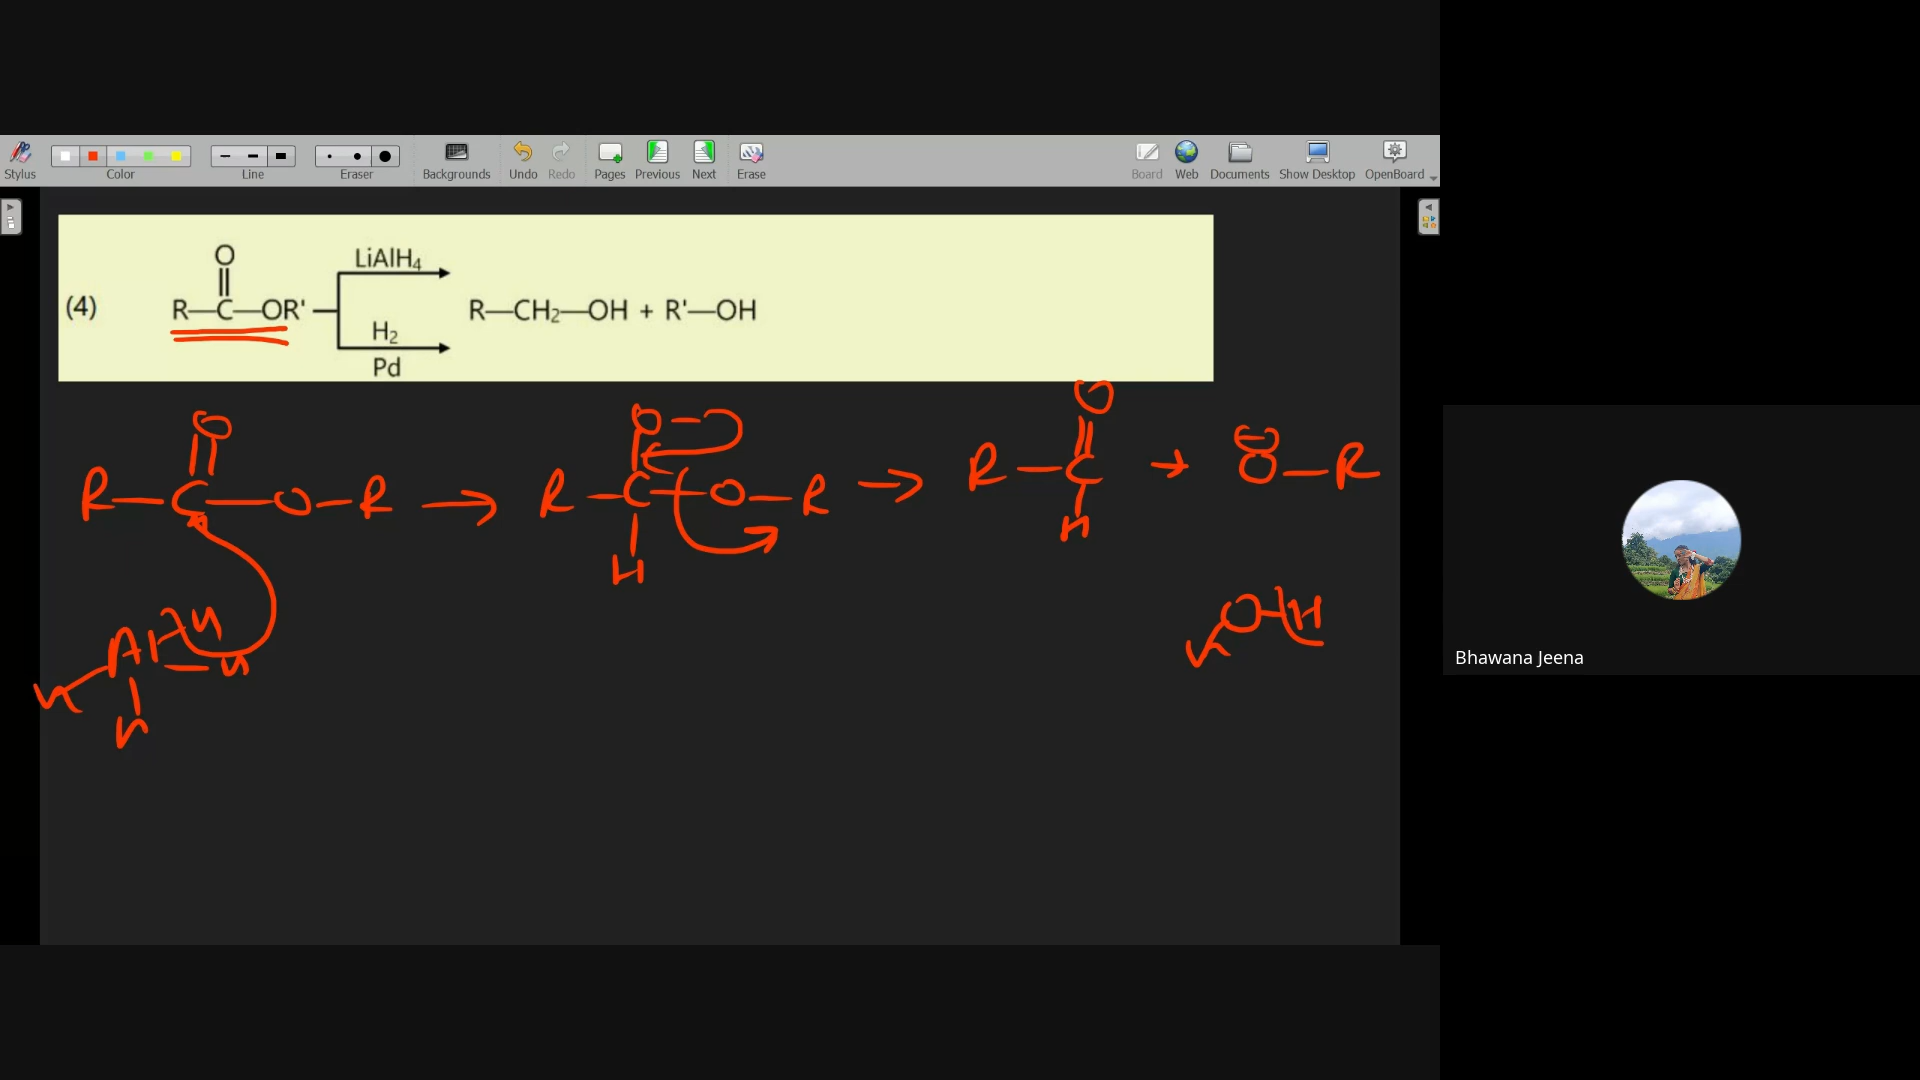 Stylus Color Line Eraser Backgrounds Undo Redo Pages Previous Next Erase Board Web Documents Show Desktop OpenBoard
O
LiAlH4
(4) R—C—OR' R—CH2—OH + R'—OH
H2
Pd
O O O ⊖
R—C—O—R → R—C—O—R → R—C → O—R
H H
O-H
Al H
H H
H
Bhawana Jeena